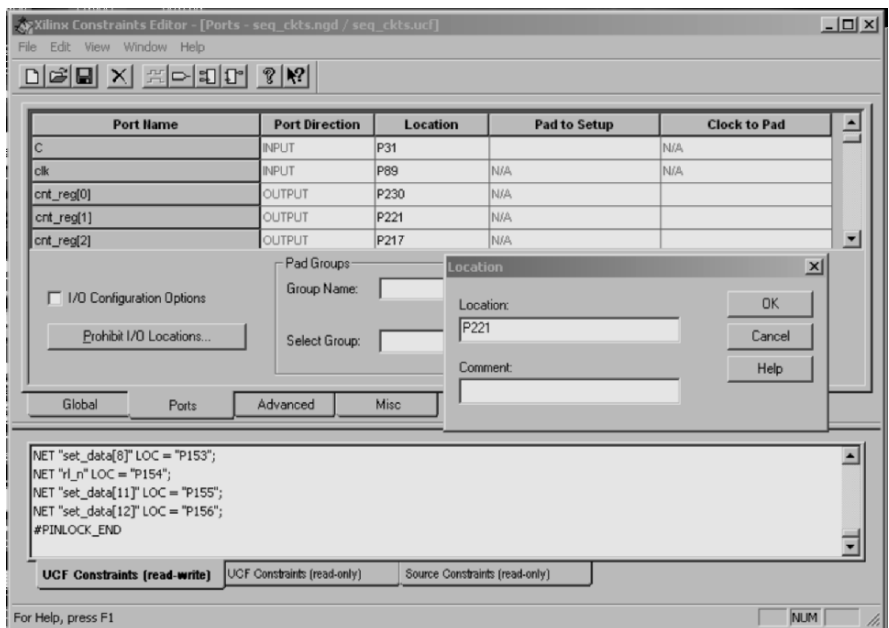 Xilinx Constraints Editor - [Ports - seq_ckts.ngd / seq_ckts.ucf]
File Edit View Window Help
Port Name Port Direction Location Pad to Setup Clock to Pad
C INPUT P31 N/A
clk INPUT P89 N/A N/A
cnt_reg[0] OUTPUT P230 N/A
cnt_reg[1] OUTPUT P221 N/A
cnt_reg[2] OUTPUT P217 N/A
I/O Configuration Options
Prohibit I/O Locations...
Pad Groups
Group Name:
Select Group:
Location
Location:
P221
Comment:
OK
Cancel
Help
Global Ports Advanced Misc
NET "set_data[8]" LOC = "P153";
NET "rl_n" LOC = "P154";
NET "set_data[11]" LOC = "P155";
NET "set_data[12]" LOC = "P156";
#PINLOCK_END
UCF Constraints (read-write) UCF Constraints (read-only) Source Constraints (read-only)
For Help, press F1 NUM